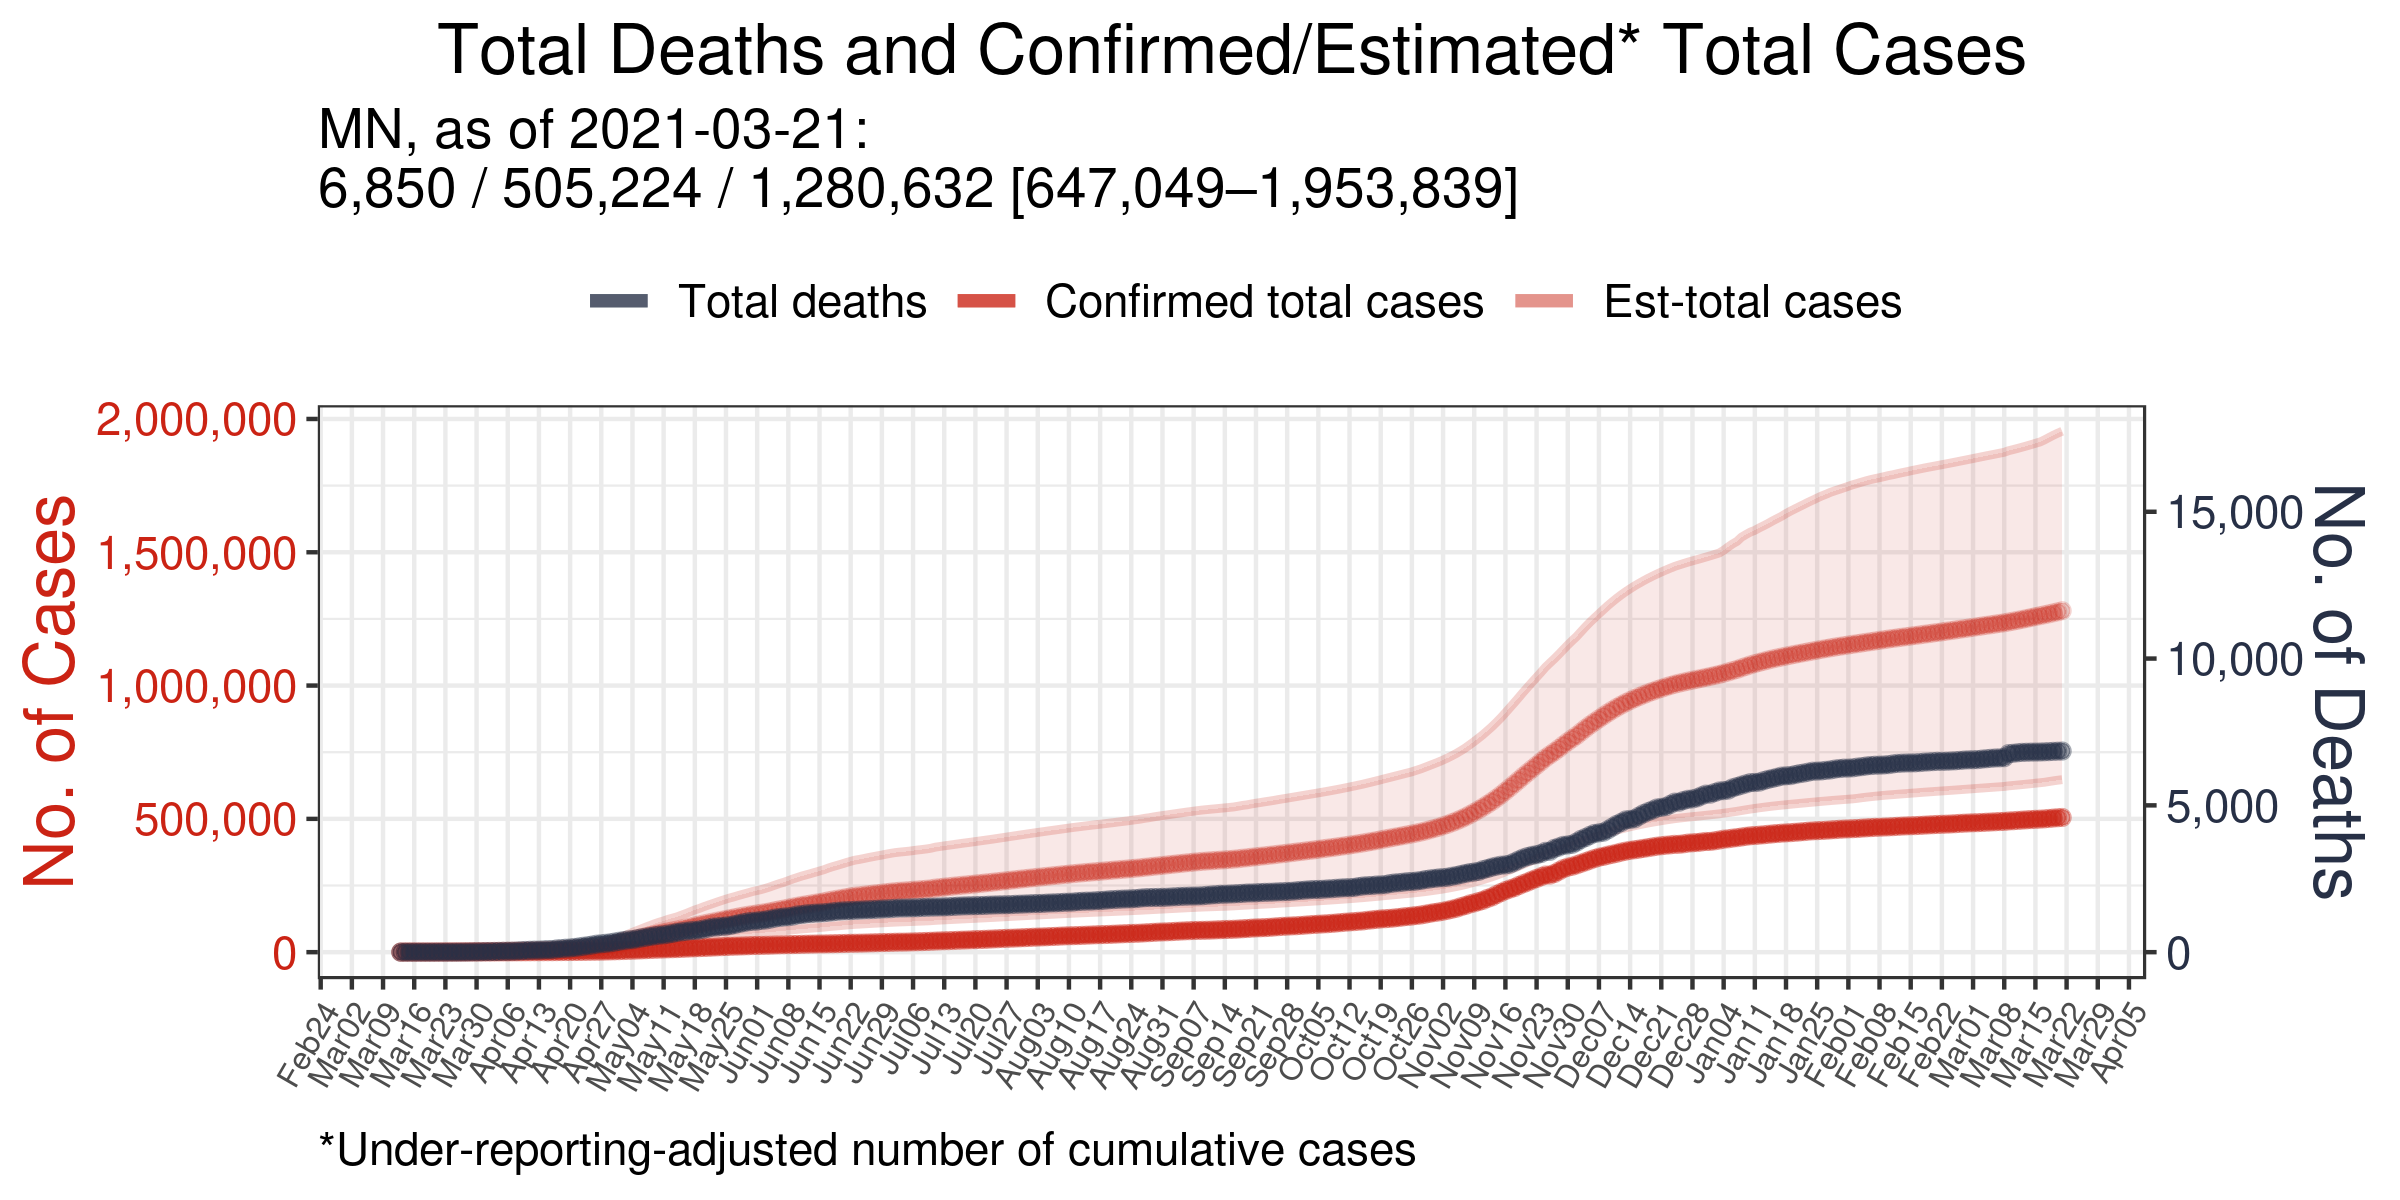 Total Deaths and Confirmed/Estimated* Total Cases
MN, as of 2021-03-21:
6,850 / 505,224 / 1,280,632 [647,049–1,953,839]
Total deaths
Confirmed total cases
Est-total cases
No. of Cases
2,000,000
1,500,000
1,000,000
500,000
0
15,000
10,000
5,000
0
No. of Deaths
Feb24
Mar02
Mar09
Mar16
Mar23
Mar30
Apr06
Apr13
Apr20
Apr27
May04
May11
May18
May25
Jun01
Jun08
Jun15
Jun22
Jun29
Jul06
Jul13
Jul20
Jul27
Aug03
Aug10
Aug17
Aug24
Aug31
Sep07
Sep14
Sep21
Sep28
Oct05
Oct12
Oct19
Oct26
Nov02
Nov09
Nov16
Nov23
Nov30
Dec07
Dec14
Dec21
Dec28
Jan04
Jan11
Jan18
Jan25
Feb01
Feb08
Feb15
Feb22
Mar01
Mar08
Mar15
Mar22
Mar29
Apr05
*Under-reporting-adjusted number of cumulative cases